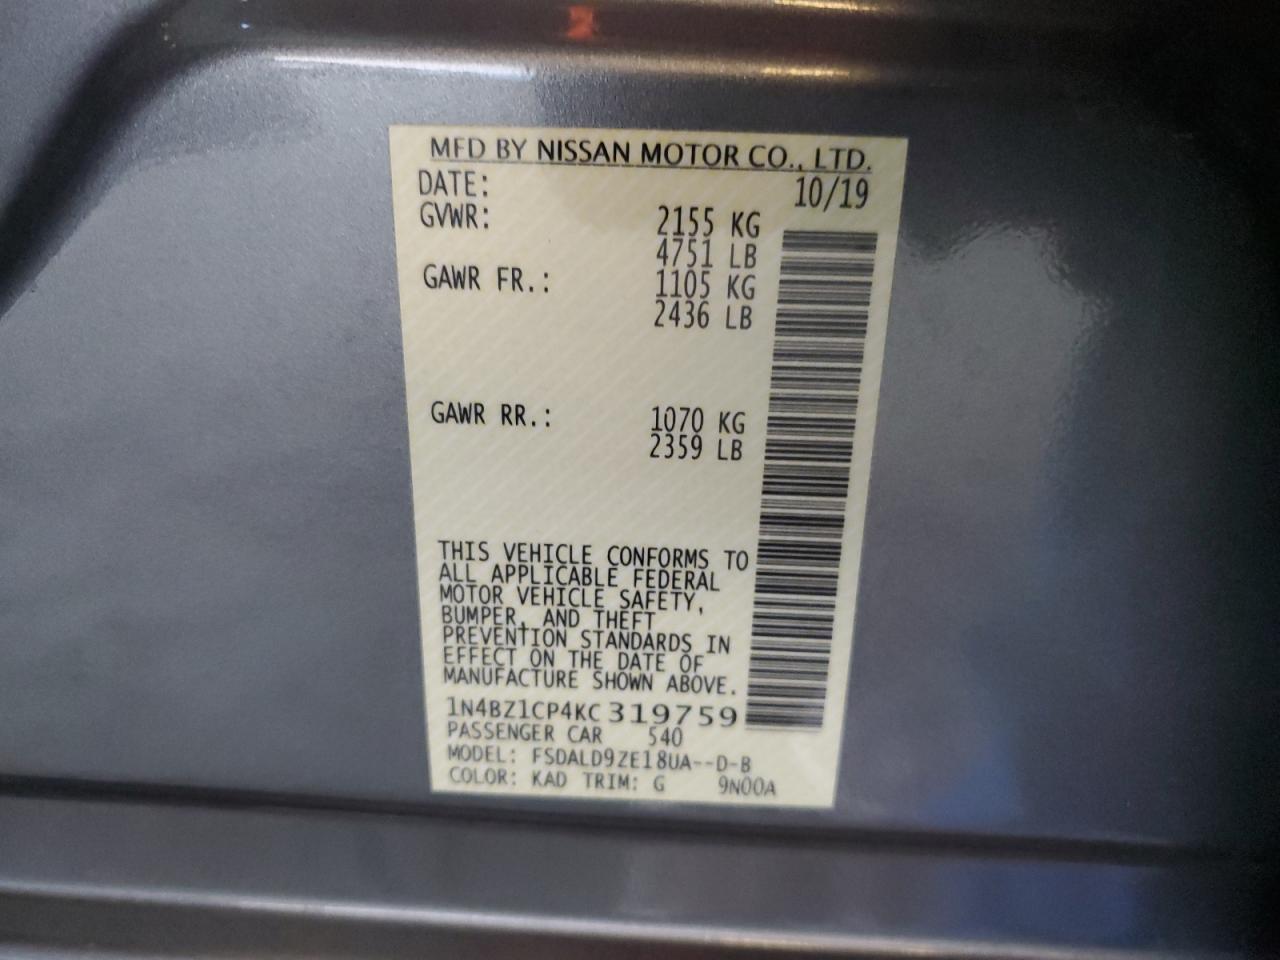 MFD BY NISSAN MOTOR CO., LTD.
DATE: 10/19
GVWR: 2155 KG
4751 LB
GAWR FR.: 1105 KG
2436 LB
GAWR RR.: 1070 KG
2359 LB
THIS VEHICLE CONFORMS TO
ALL APPLICABLE FEDERAL
MOTOR VEHICLE SAFETY,
BUMPER, AND THEFT
PREVENTION STANDARDS IN
EFFECT ON THE DATE OF
MANUFACTURE SHOWN ABOVE.
1N4BZ1CP4KC319759
PASSENGER CAR 540
MODEL: FSDALD9ZE18UA--D-B
COLOR: KAD TRIM: G 9N00A